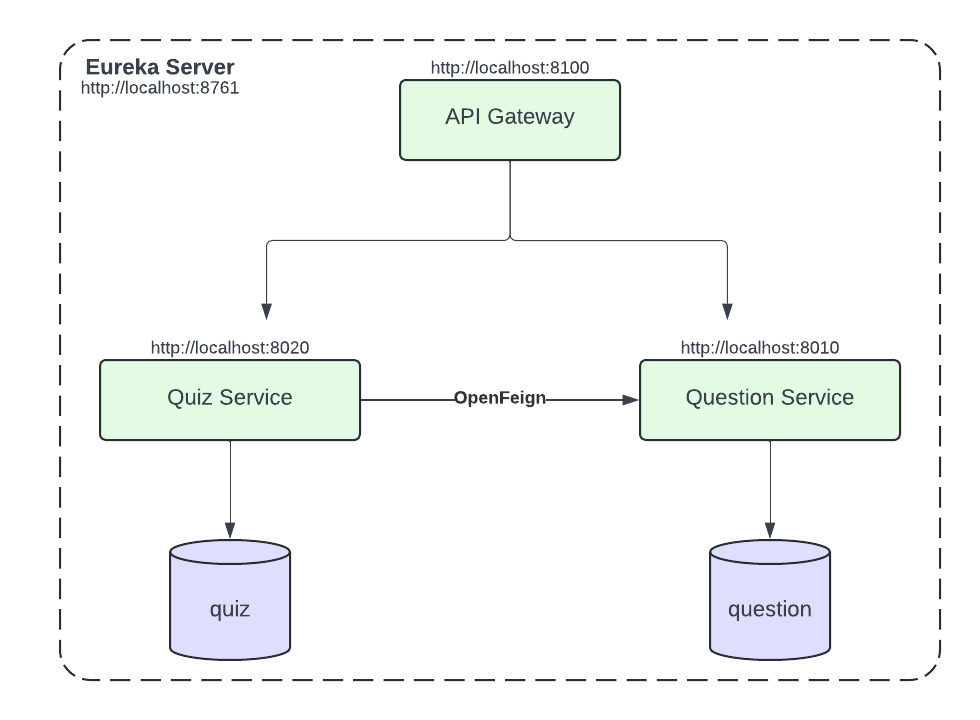 Eureka Server
http://localhost:8761
http://localhost:8100
API Gateway
http://localhost:8020
Quiz Service
OpenFeign
http://localhost:8010
Question Service
quiz
question